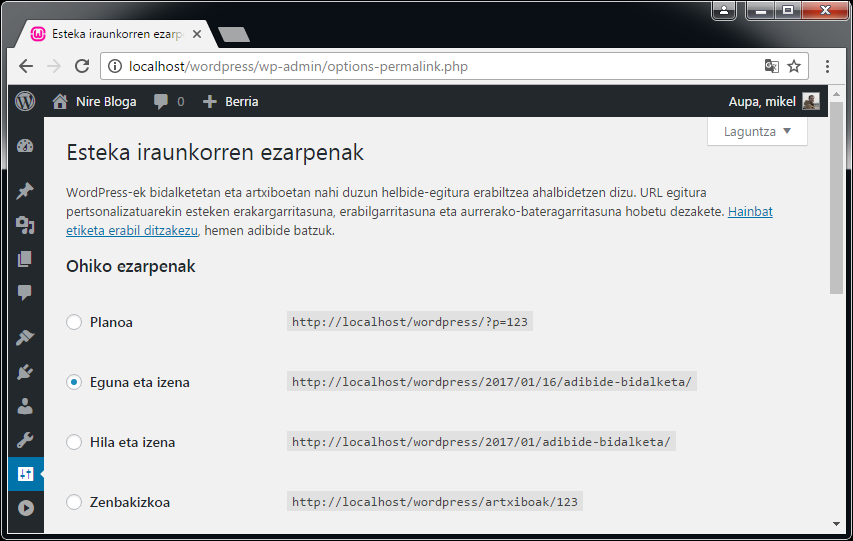 Esteka iraunkorren ezarpe
localhost/wordpress/wp-admin/options-permalink.php
Nire Bloga 0 Berria Aupa, mikel
Laguntza
Esteka iraunkorren ezarpenak
WordPress-ek bidalketetan eta artxiboetan nahi duzun helbide-egitura erabiltzea ahalbidetzen dizu. URL egitura
pertsonalizatuarekin esteken erakargarritasuna, erabilgarritasuna eta aurrerako-bateragarritasuna hobetu dezakete. Hainbat
etiketa erabil ditzakezu, hemen adibide batzuk.
Ohiko ezarpenak
Planoa http://localhost/wordpress/?p=123
Eguna eta izena http://localhost/wordpress/2017/01/16/adibide-bidalketa/
Hila eta izena http://localhost/wordpress/2017/01/adibide-bidalketa/
Zenbakizkoa http://localhost/wordpress/artxiboak/123